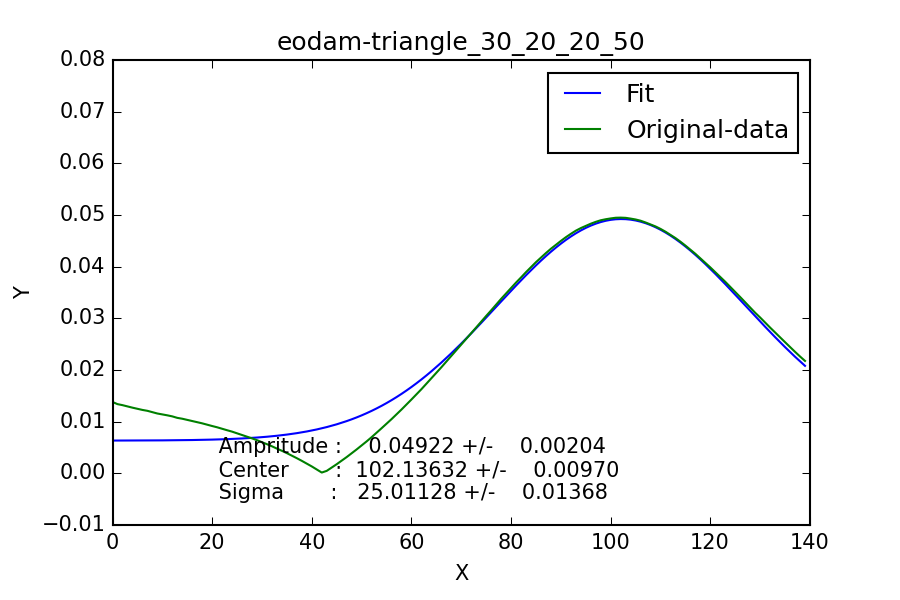 eodam-triangle_30_20_20_50
0.08
0.07
0.06
0.05
0.04
0.03
0.02
0.01
0.00
−0.01
Y
Fit
Original-data
Ampritude : 0.04922 +/- 0.00204
Center : 102.13632 +/- 0.00970
Sigma : 25.01128 +/- 0.01368
0 20 40 60 80 100 120 140
X